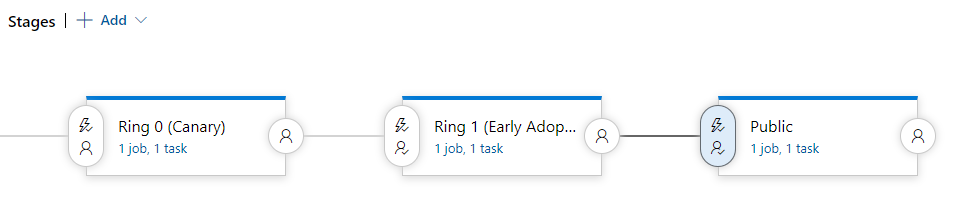 Stages | + Add
Ring 0 (Canary)
1 job, 1 task
Ring 1 (Early Adop...
1 job, 1 task
Public
1 job, 1 task